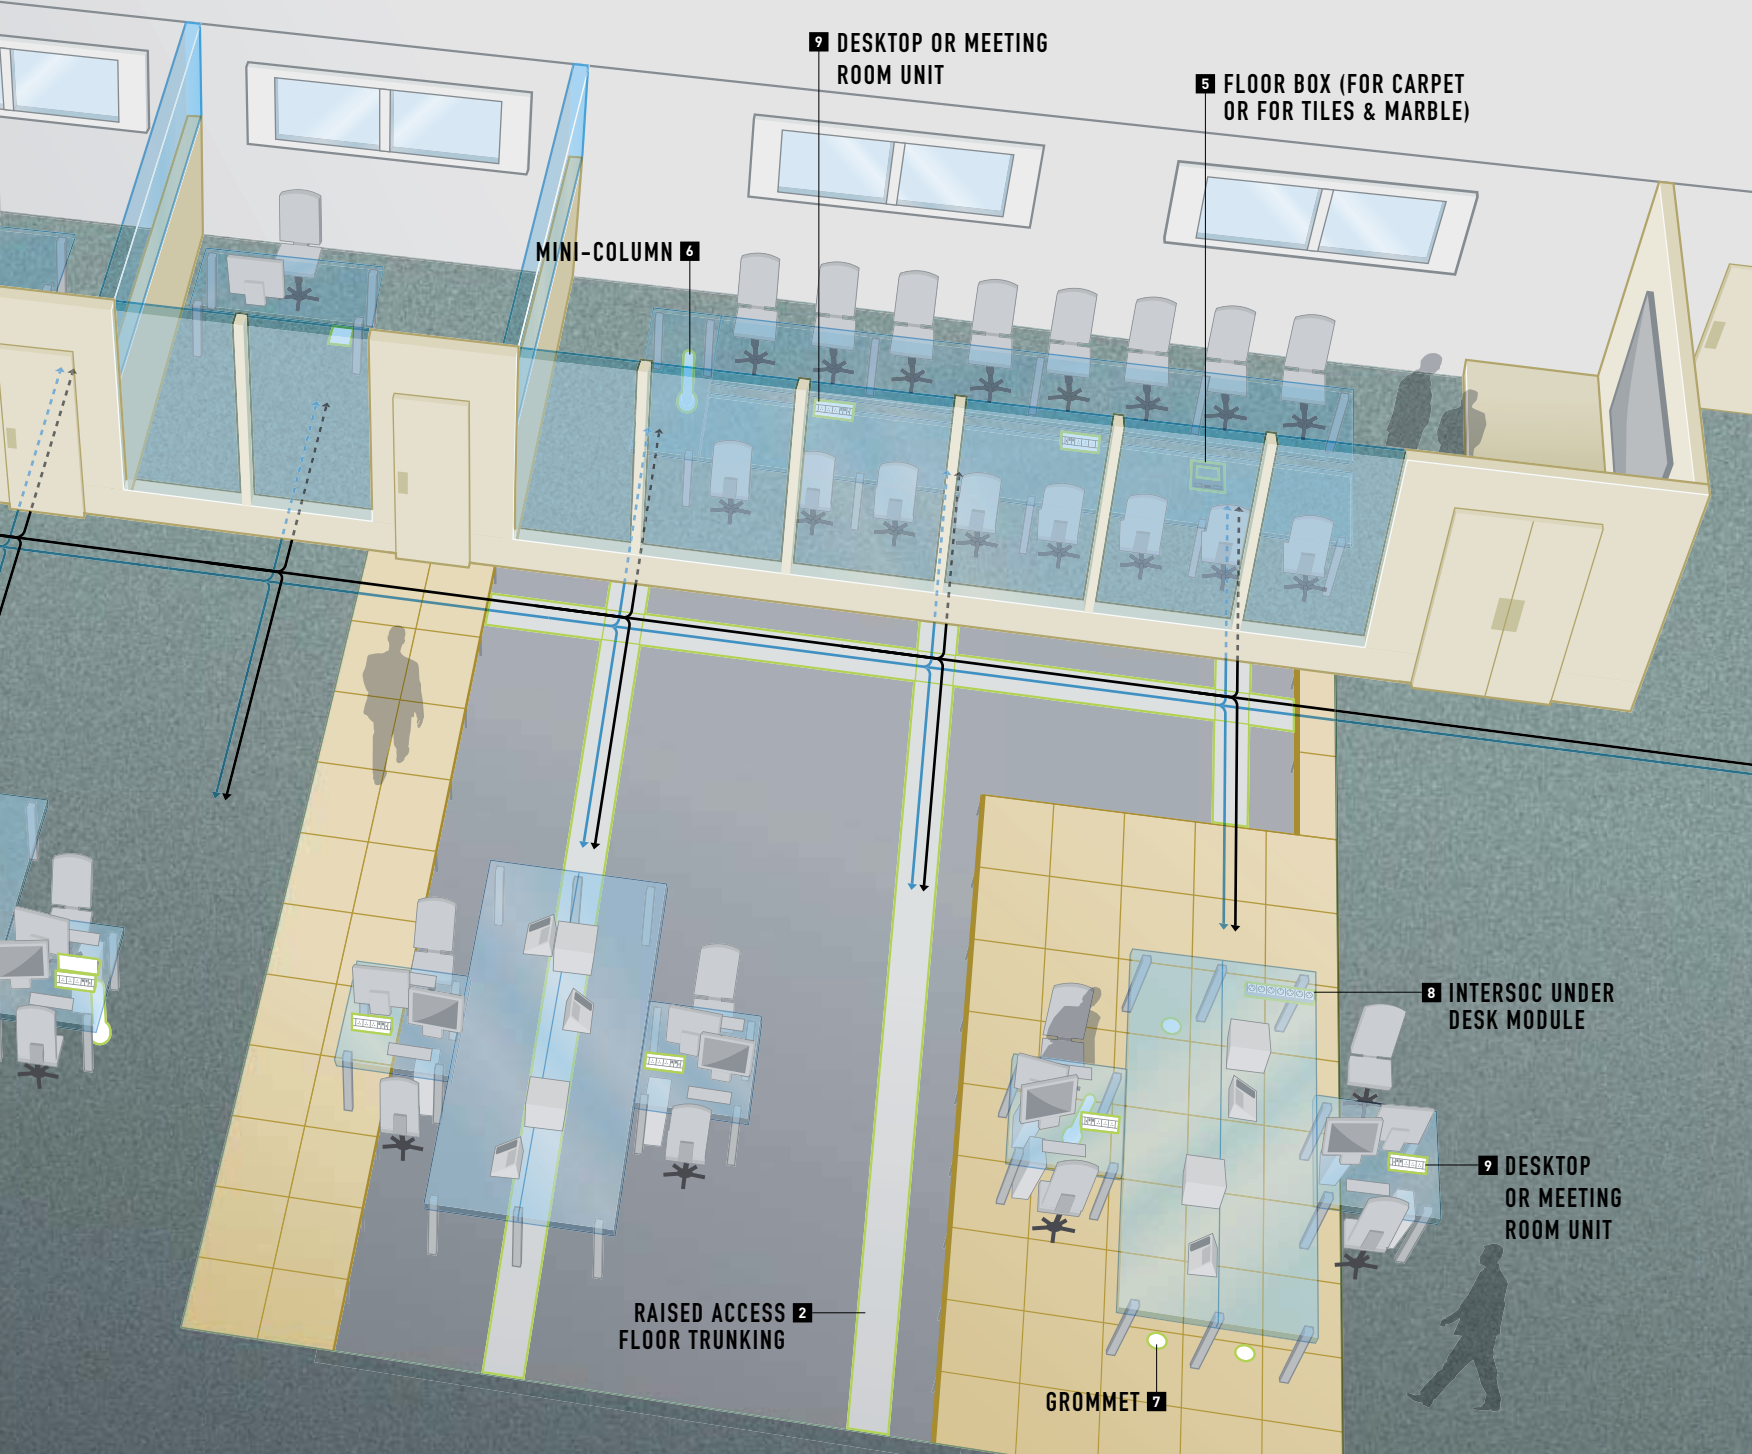 9 DESKTOP OR MEETING
ROOM UNIT
5 FLOOR BOX (FOR CARPET
OR FOR TILES & MARBLE)
MINI-COLUMN 6
8 INTERSOC UNDER
DESK MODULE
9 DESKTOP
OR MEETING
ROOM UNIT
RAISED ACCESS 2
FLOOR TRUNKING
GROMMET 7